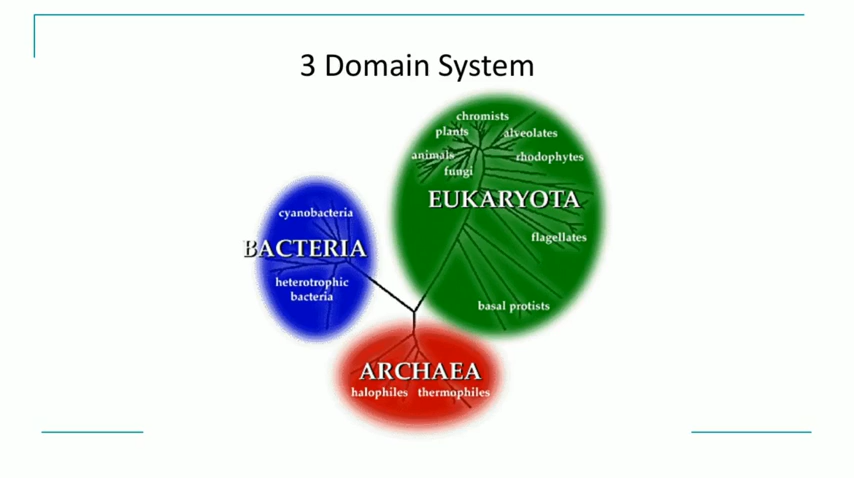 3 Domain System
chromists
plants
alveolates
animals
rhodophytes
fungi
EUKARYOTA
flagellates
basal protists
cyanobacteria
BACTERIA
heterotrophic
bacteria
ARCHAEA
halophiles thermophiles